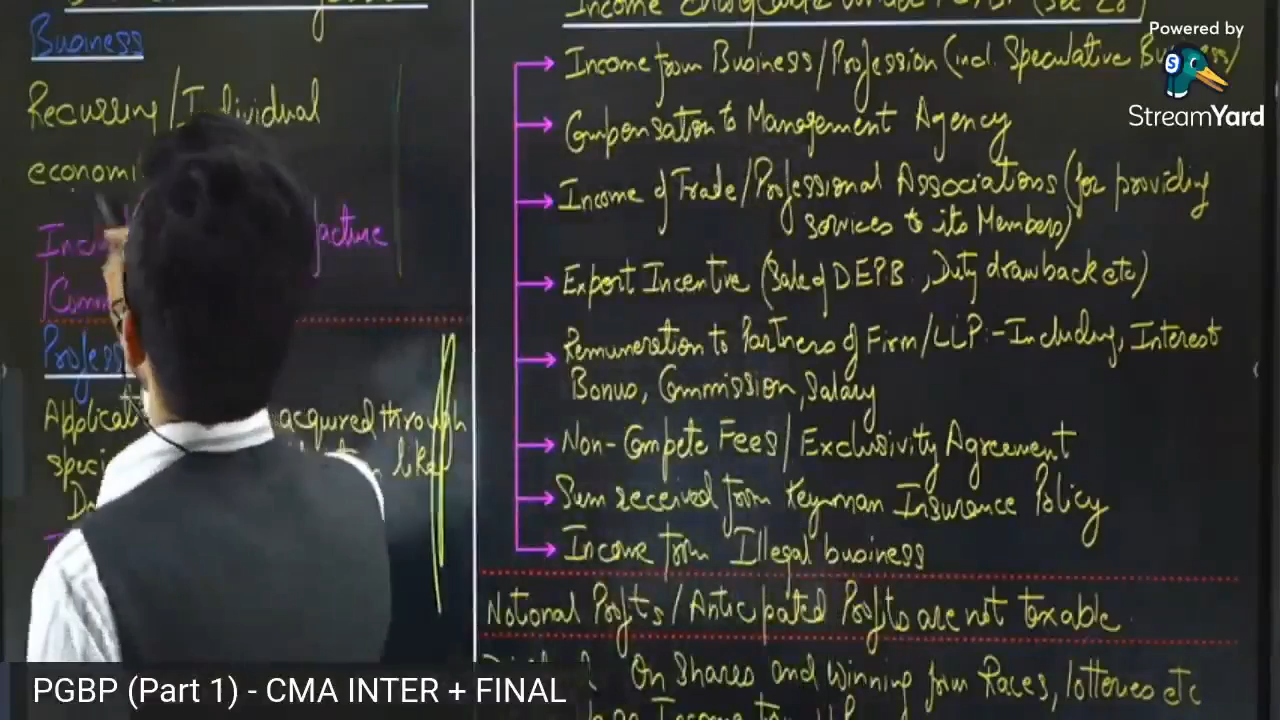 Business
Recurring/Individual
economi
facture
Profess
Applicat acquired through
speci like
Income chargeable under
Income from Business/Profession (incl. Speculative Business)
Compensation to Management Agency
Income of Trade/Professional Associations (for providing
services to its Members)
Export Incentive (Sale of DEPB, Duty drawback etc)
Remuneration to Partners of Firm/LLP:-Including, Interest
Bonus, Commission, Salary
Non-Compete Fees/Exclusivity Agreement
Sum received from Keyman Insurance Policy
Income from Illegal business
Notional Profits/Anticipated Profits are not taxable.
On Shares and Winning from Races, lotteries etc
Powered by
StreamYard
PGBP (Part 1) - CMA INTER + FINAL